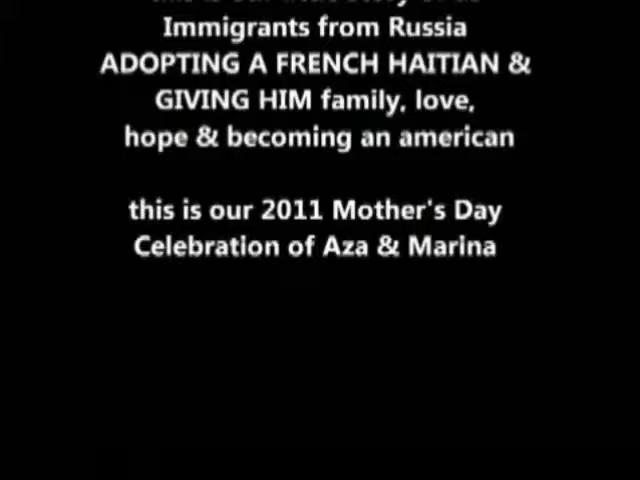 Immigrants from Russia
ADOPTING A FRENCH HAITIAN &
GIVING HIM family, love,
hope & becoming an american
this is our 2011 Mother's Day
Celebration of Aza & Marina